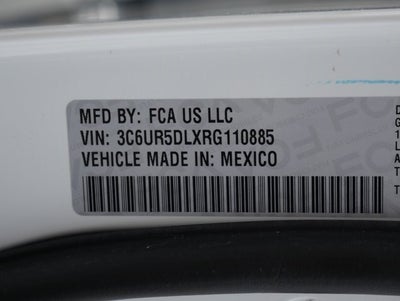 MFD BY: FCA US LLC
VIN: 3C6UR5DLXRG110885
VEHICLE MADE IN: MEXICO